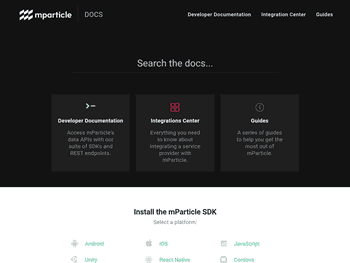 mparticle DOCS Developer Documentation Integration Center Guides
Search the docs...
Developer Documentation
Access mParticle's
data APIs with our
suite of SDKs and
REST endpoints.
Integrations Center
Everything you need
to know about
integrating a service
provider with
mParticle.
Guides
A series of guides
to help you get the
most out of
mParticle.
Install the mParticle SDK
Select a platform:
Android iOS JavaScript
Unity React Native Cordova